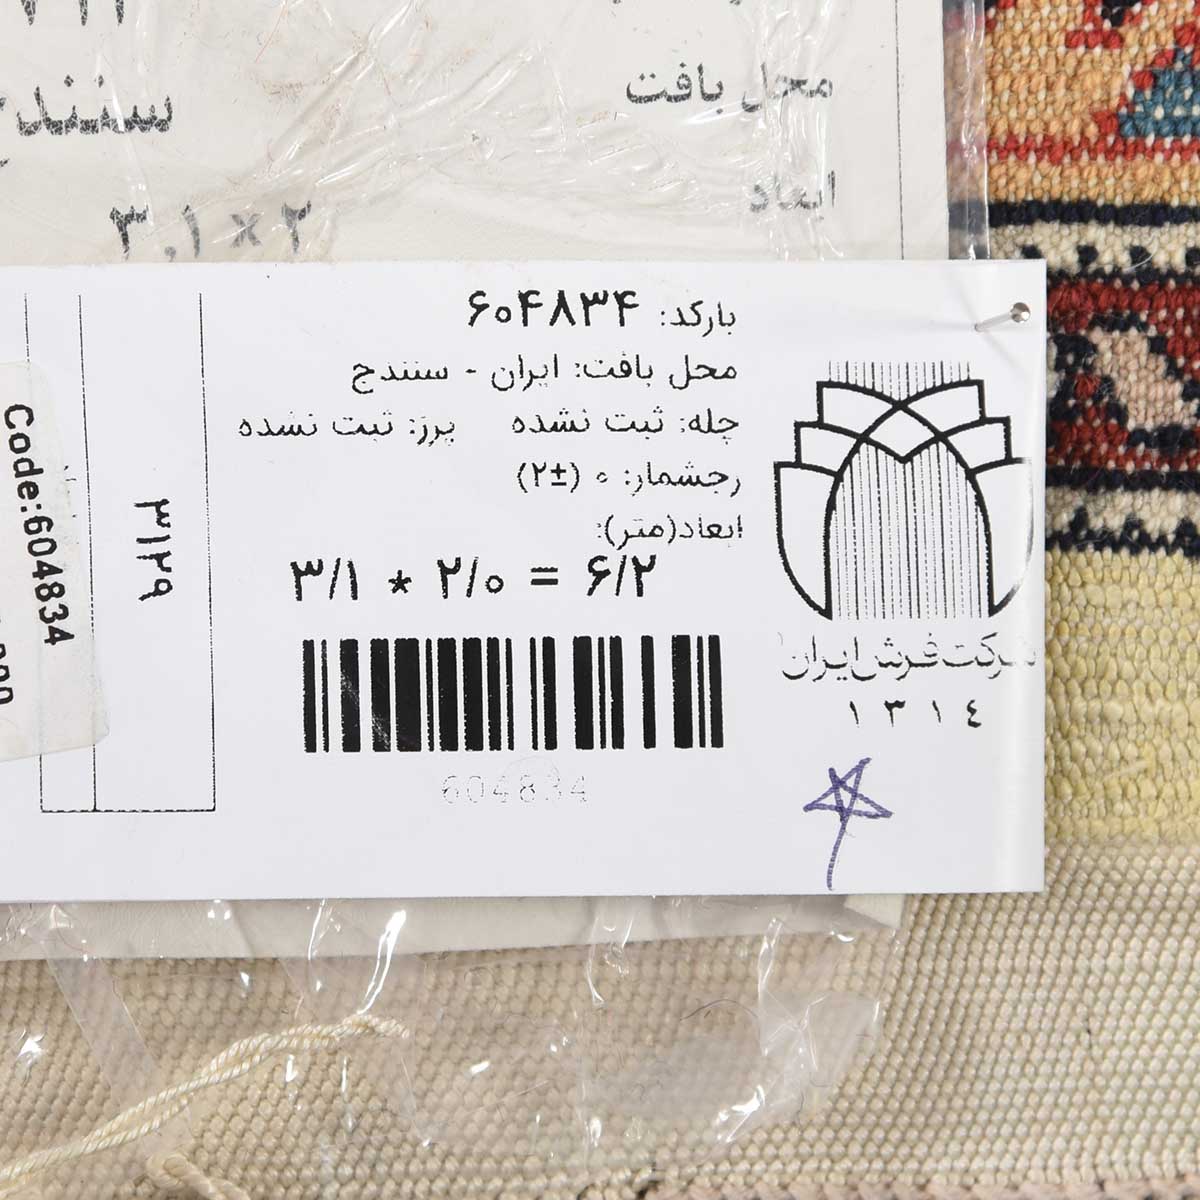 محل بافت
ابعاد
۳٫۱ x ۲
بارکد: ۶۰۴۸۳۴
محل بافت: ایران - سنندج
چله: ثبت نشده پرز: ثبت نشده
رجشمار: ۰ (±۲)
ابعاد(متر):
۳/۱ * ۲/۰ = ۶/۲
604834
شرکت فرش ایران
١٣١٤
۳۱۲۹
Code:604834